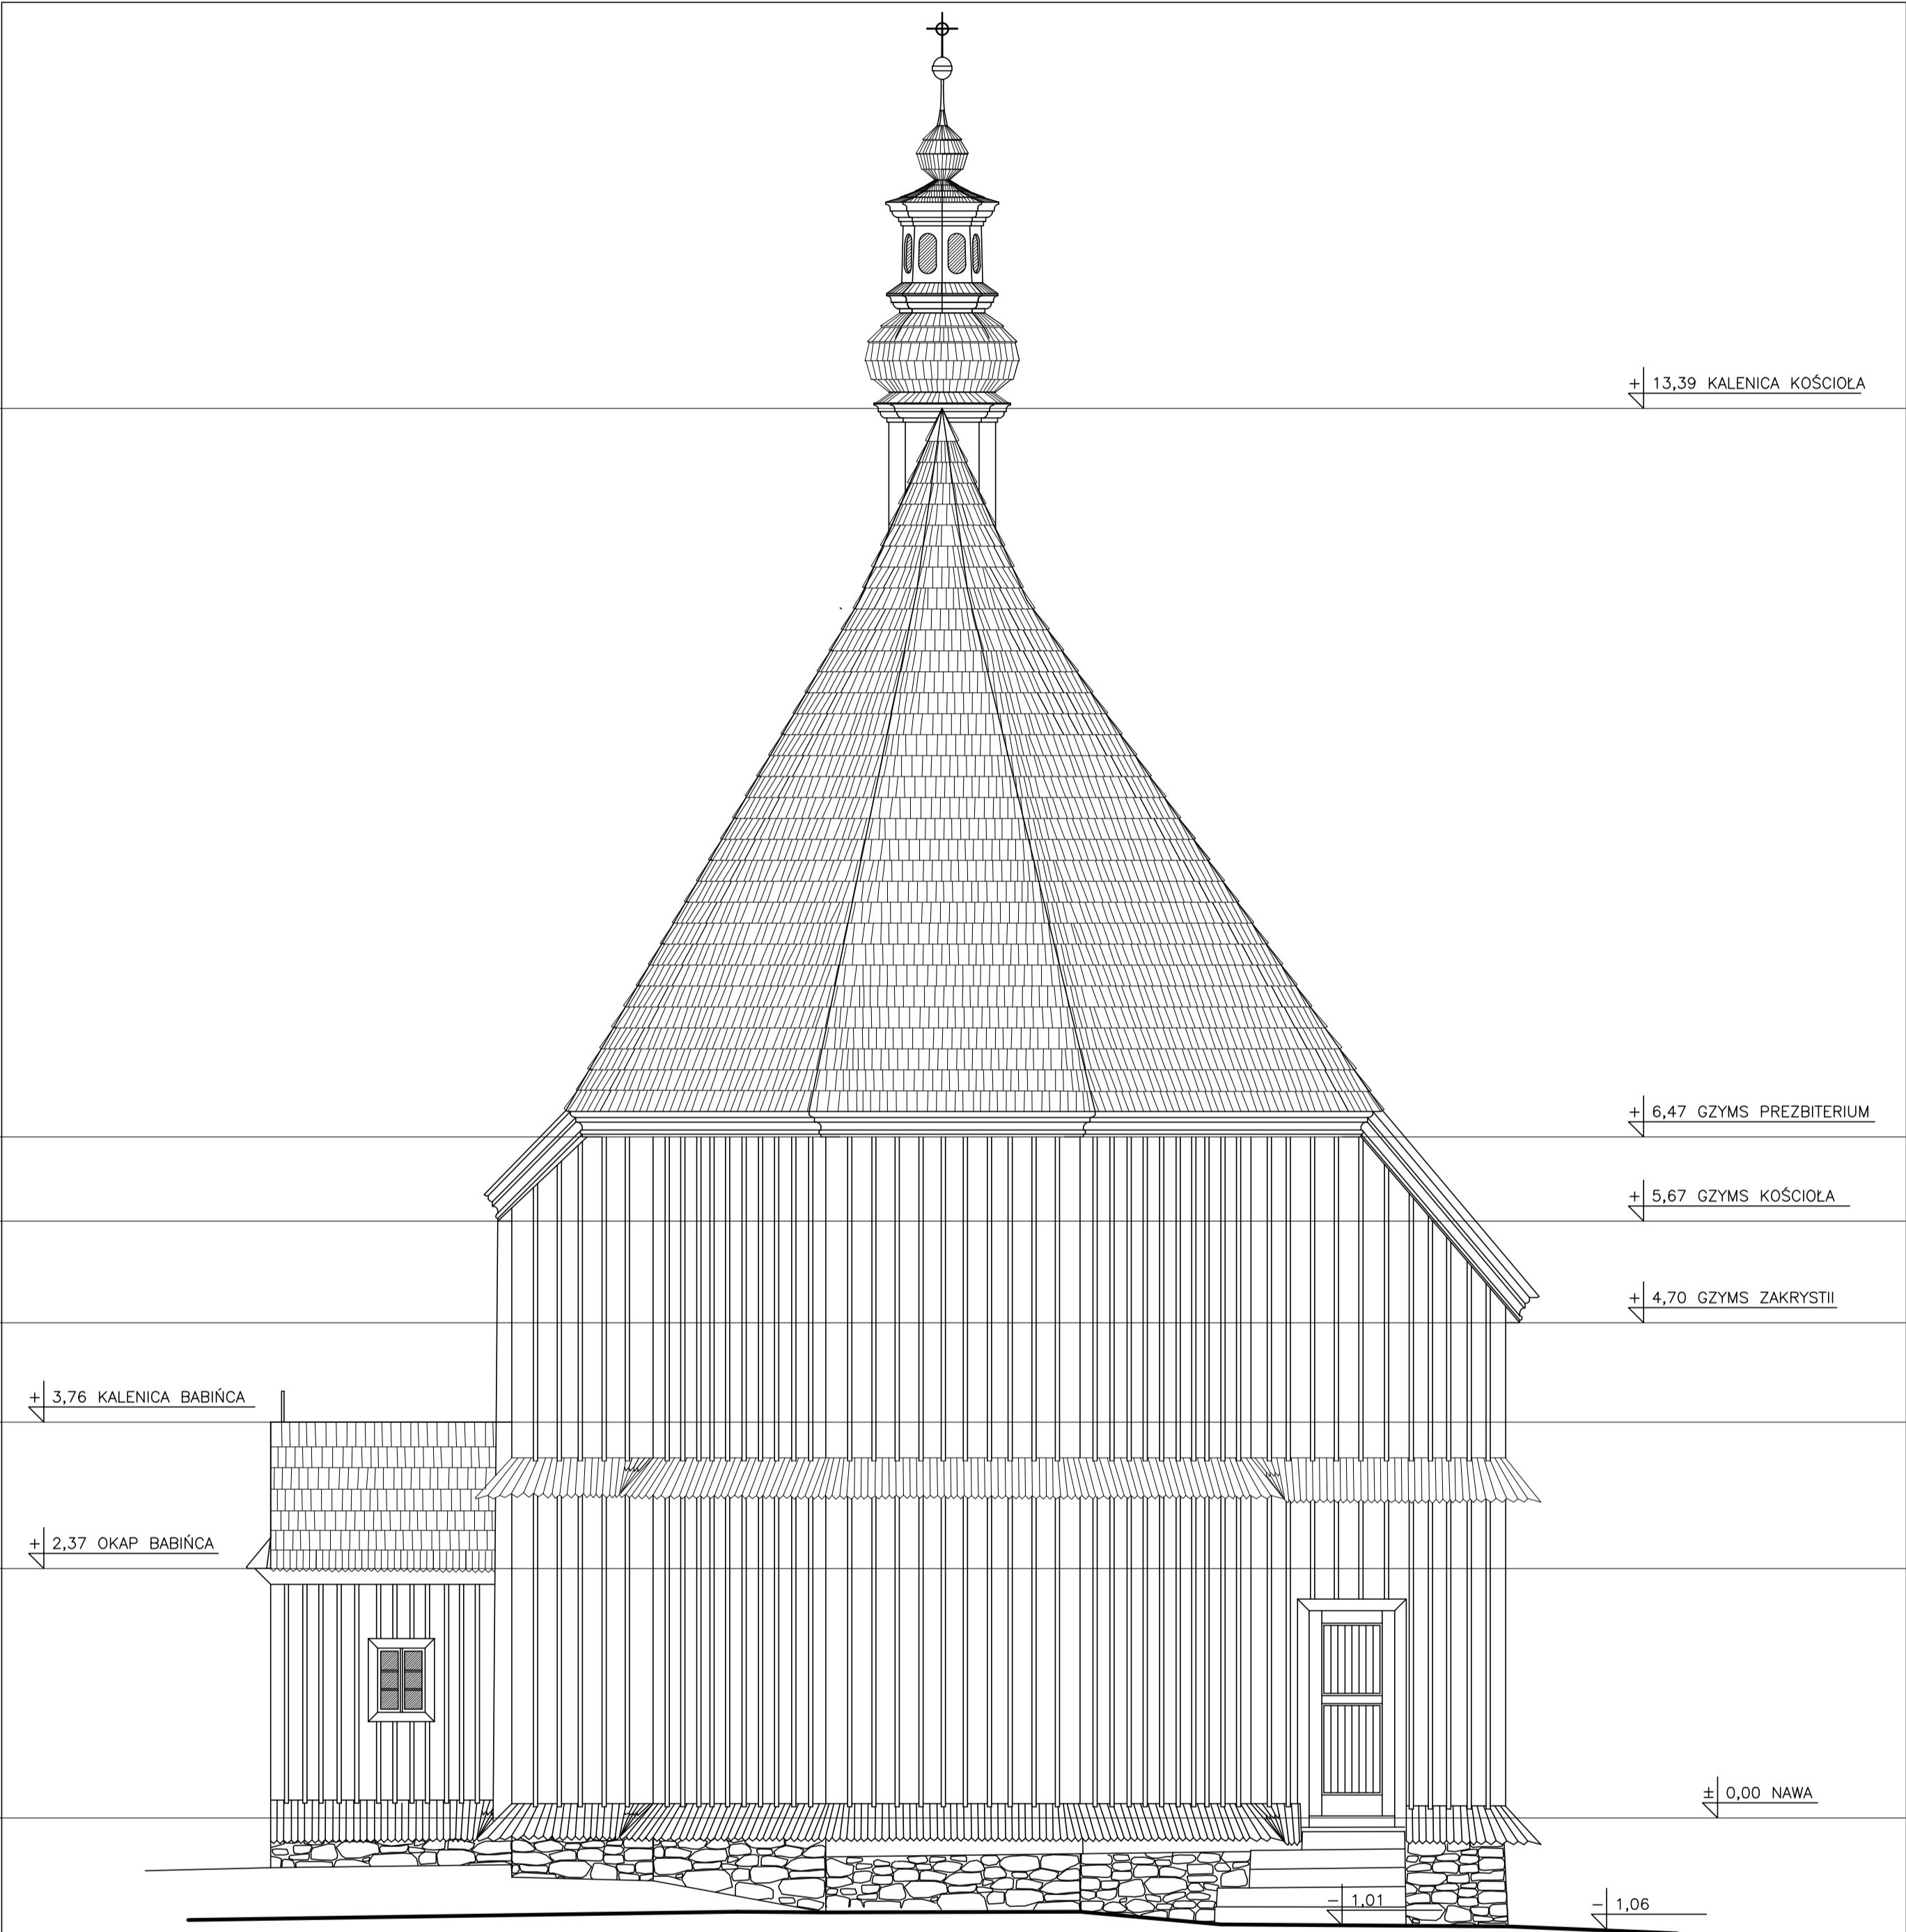 + 13,39 KALENICA KOŚCIOŁA
+ 6,47 GZYMS PREZBITERIUM
+ 5,67 GZYMS KOŚCIOŁA
+ 4,70 GZYMS ZAKRYSTII
+ 3,76 KALENICA BABIŃCA
+ 2,37 OKAP BABIŃCA
± 0,00 NAWA
- 1,01
- 1,06